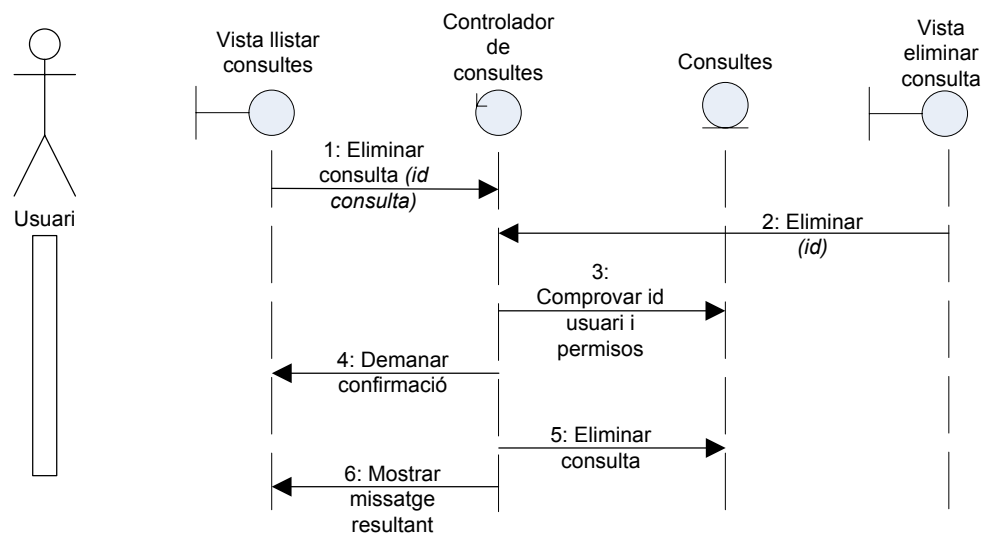 Vista llistar
consultes
Controlador
de
consultes
Consultes
Vista
eliminar
consulta
Usuari
1: Eliminar
consulta (id
consulta)
2: Eliminar
(id)
3:
Comprovar id
usuari i
permisos
4: Demanar
confirmació
5: Eliminar
consulta
6: Mostrar
missatge
resultant